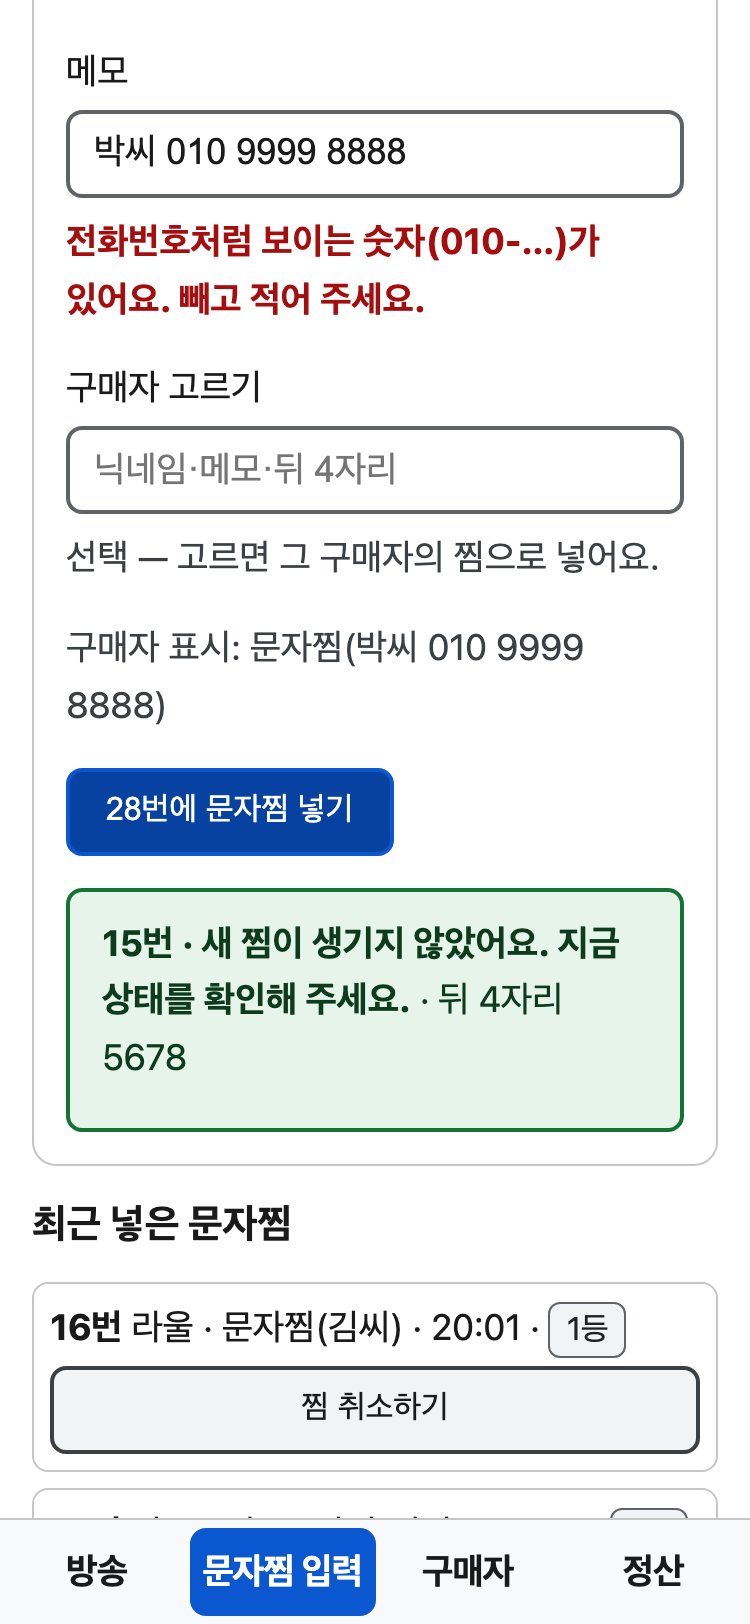 메모
박씨 010 9999 8888
전화번호처럼 보이는 숫자(010-...)가
있어요. 빼고 적어 주세요.
구매자 고르기
닉네임·메모·뒤 4자리
선택 — 고르면 그 구매자의 찜으로 넣어요.
구매자 표시: 문자찜(박씨 010 9999
8888)
28번에 문자찜 넣기
15번 · 새 찜이 생기지 않았어요. 지금
상태를 확인해 주세요. · 뒤 4자리
5678
최근 넣은 문자찜
16번 라울 · 문자찜(김씨) · 20:01 · 1등
찜 취소하기
방송 문자찜 입력 구매자 정산